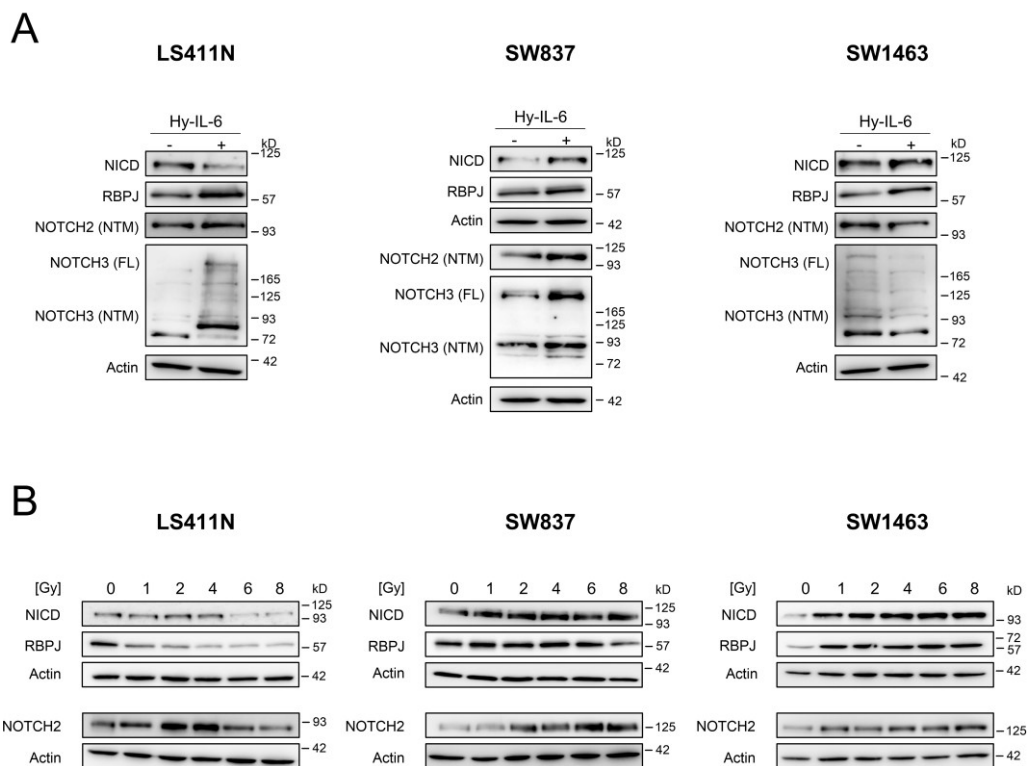 A
LS411N
Hy-IL-6
- + kD
NICD
125
RBPJ
57
NOTCH2 (NTM)
93
NOTCH3 (FL)
165
125
NOTCH3 (NTM)
93
72
Actin
42
SW837
Hy-IL-6
- + kD
NICD
125
RBPJ
57
Actin
42
NOTCH2 (NTM)
125
93
NOTCH3 (FL)
165
125
NOTCH3 (NTM)
93
72
Actin
42
SW1463
Hy-IL-6
- + kD
NICD
125
RBPJ
57
NOTCH2 (NTM)
93
NOTCH3 (FL)
165
125
NOTCH3 (NTM)
93
72
Actin
42
B
LS411N
[Gy] 0 1 2 4 6 8 kD
NICD
125
93
RBPJ
57
Actin
42
NOTCH2
93
Actin
42
SW837
[Gy] 0 1 2 4 6 8 kD
NICD
125
93
RBPJ
57
Actin
42
NOTCH2
125
Actin
42
SW1463
[Gy] 0 1 2 4 6 8 kD
NICD
93
RBPJ
72
57
Actin
42
NOTCH2
125
Actin
42